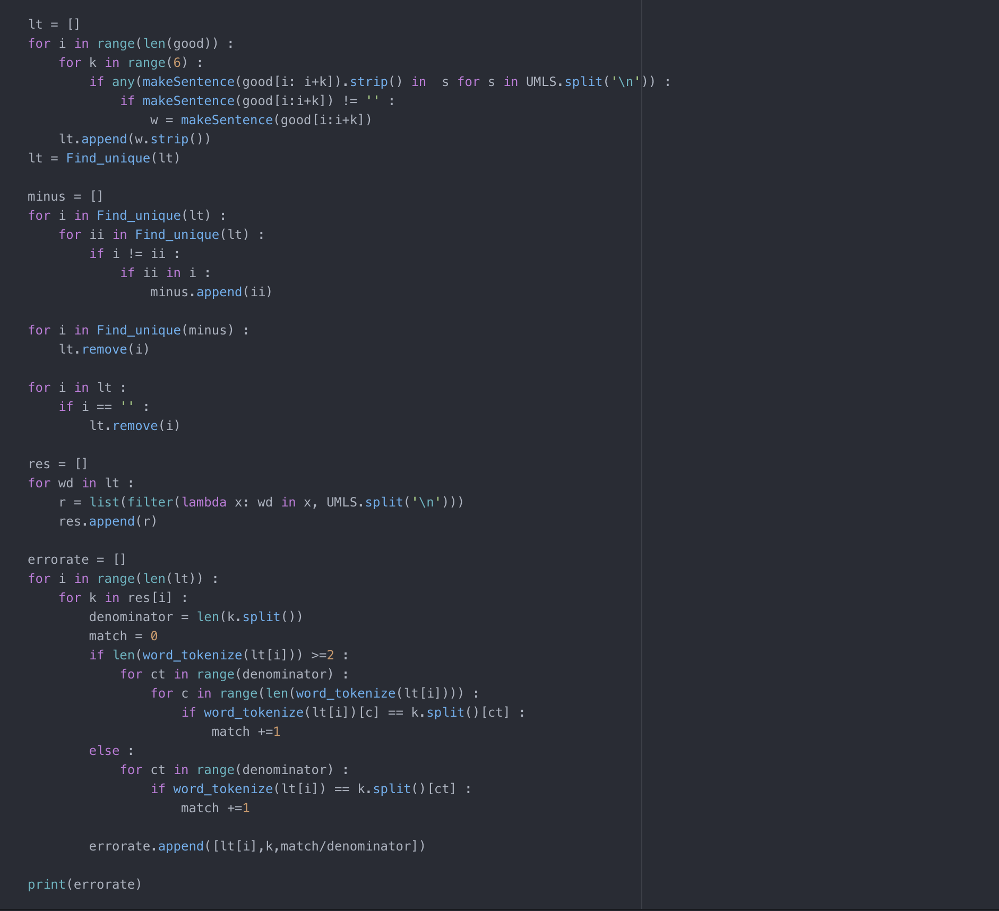 lt = []
for i in range(len(good)) :
    for k in range(6) :
        if any(makeSentence(good[i: i+k]).strip() in  s for s in UMLS.split('\n')) :
            if makeSentence(good[i:i+k]) != '' :
                w = makeSentence(good[i:i+k])
    lt.append(w.strip())
lt = Find_unique(lt)

minus = []
for i in Find_unique(lt) :
    for ii in Find_unique(lt) :
        if i != ii :
            if ii in i :
                minus.append(ii)

for i in Find_unique(minus) :
    lt.remove(i)

for i in lt :
    if i == '' :
        lt.remove(i)

res = []
for wd in lt :
    r = list(filter(lambda x: wd in x, UMLS.split('\n')))
    res.append(r)

errorate = []
for i in range(len(lt)) :
    for k in res[i] :
        denominator = len(k.split())
        match = 0
        if len(word_tokenize(lt[i])) >=2 :
            for ct in range(denominator) :
                for c in range(len(word_tokenize(lt[i]))) :
                    if word_tokenize(lt[i])[c] == k.split()[ct] :
                        match +=1
        else :
            for ct in range(denominator) :
                if word_tokenize(lt[i]) == k.split()[ct] :
                    match +=1

        errorate.append([lt[i],k,match/denominator])

print(errorate)